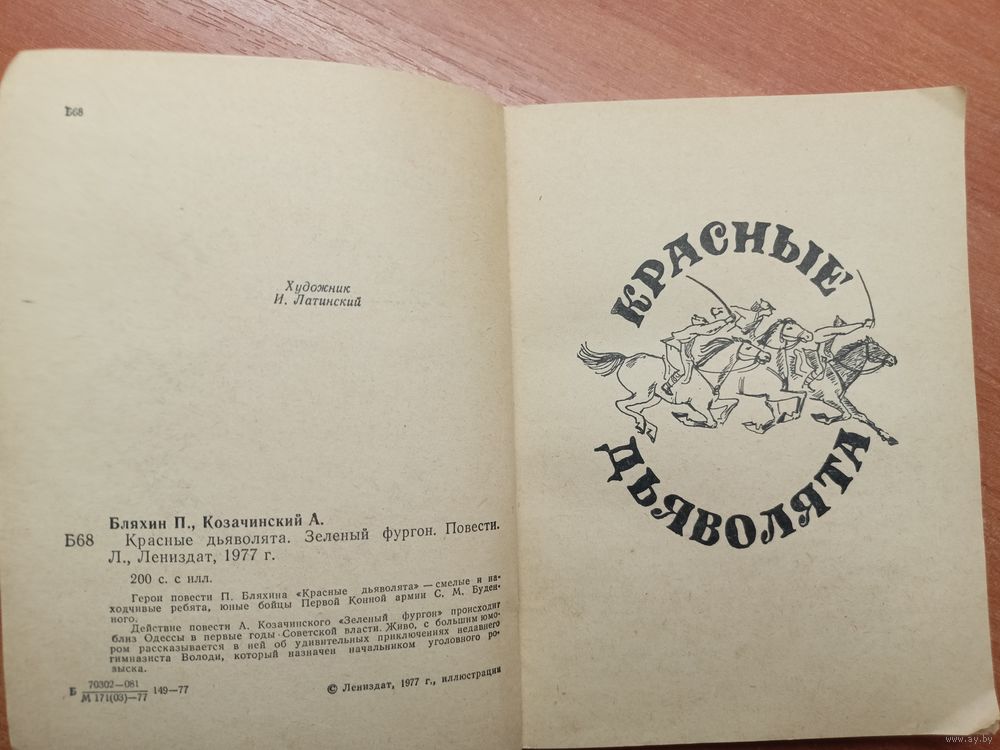 Б68
Художник
И. Латинский
Бляхин П., Козачинский А.
Б68 Красные дьяволята. Зеленый фургон. Повести.
Л., Лениздат, 1977 г.
200 с. с илл.
Герои повести П. Бляхина «Красные дьяволята» — смелые и на-
ходчивые ребята, юные бойцы Первой Конной армии С. М. Буден-
ного.
Действие повести А. Козачинского «Зеленый фургон» происходит
близ Одессы в первые годы Советской власти. Живо, с большим юмо-
ром рассказывается в ней об удивительных приключениях недавнего
гимназиста Володи, который назначен начальником уголовного ро-
зыска.
Б 70302—081
М 171(03)—77 149—77
© Лениздат, 1977 г., иллюстрации
КРАСНЫЕ
ДЬЯВОЛЯТА
www.ay.by